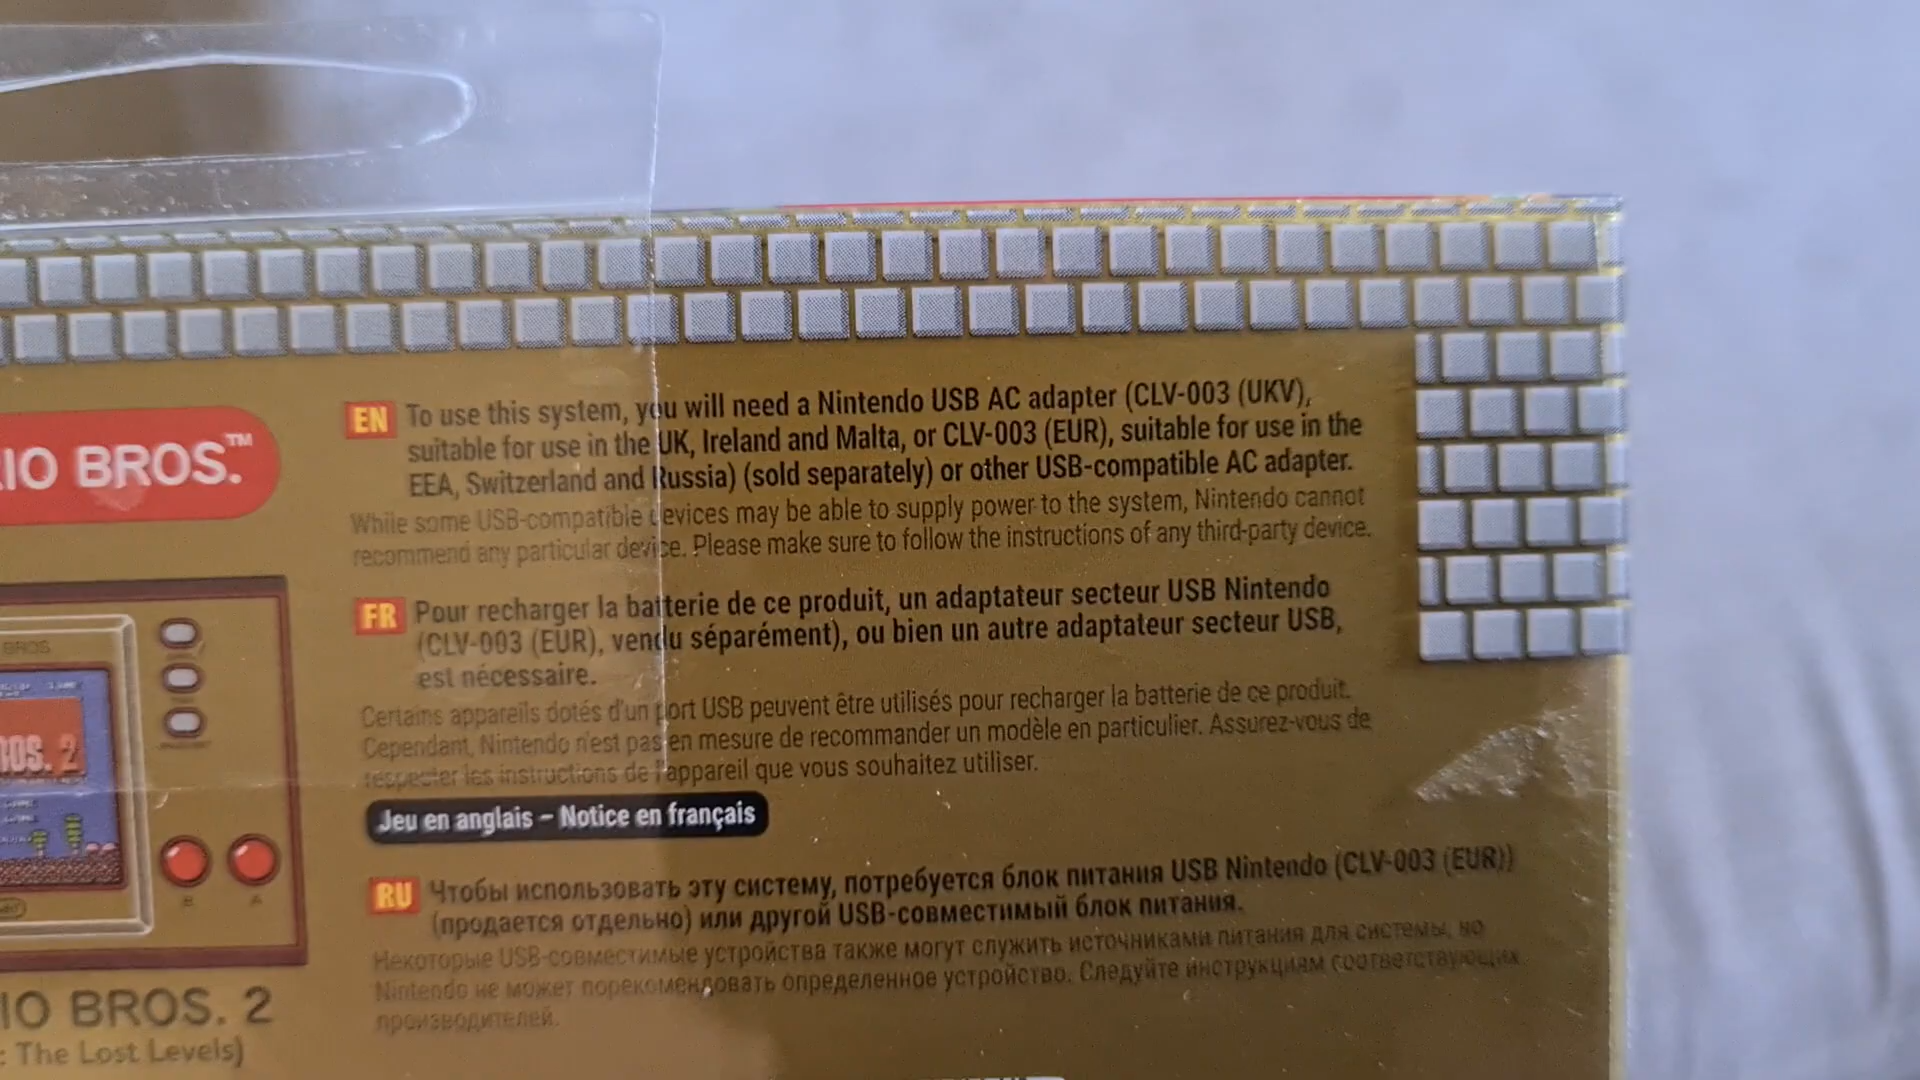 IO BROS.™
BROS
BROS. 2
B A
IO BROS. 2
: The Lost Levels)
EN To use this system, you will need a Nintendo USB AC adapter (CLV-003 (UKV),
suitable for use in the UK, Ireland and Malta, or CLV-003 (EUR), suitable for use in the
EEA, Switzerland and Russia) (sold separately) or other USB-compatible AC adapter.
While some USB-compatible devices may be able to supply power to the system, Nintendo cannot
recommend any particular device. Please make sure to follow the instructions of any third-party device.
FR Pour recharger la batterie de ce produit, un adaptateur secteur USB Nintendo
(CLV-003 (EUR), vendu séparément), ou bien un autre adaptateur secteur USB,
est nécessaire.
Certains appareils dotés d'un port USB peuvent être utilisés pour recharger la batterie de ce produit.
Cependant, Nintendo n'est pas en mesure de recommander un modèle en particulier. Assurez-vous de
respecter les instructions de l'appareil que vous souhaitez utiliser.
Jeu en anglais – Notice en français
RU Чтобы использовать эту систему, потребуется блок питания USB Nintendo (CLV-003 (EUR))
(продается отдельно) или другой USB-совместимый блок питания.
Некоторые USB-совместимые устройства также могут служить источниками питания для системы, но
Nintendo не может порекомендовать определенное устройство. Следуйте инструкциям соответствующих
производителей.